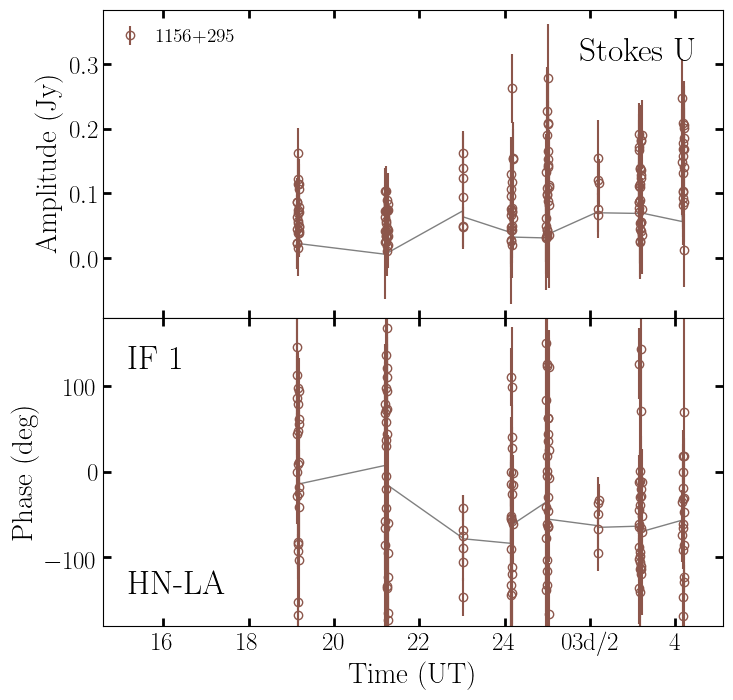 1156+295
Stokes U
0.3
0.2
0.1
0.0
Amplitude (Jy)
IF 1
100
0
−100
Phase (deg)
HN-LA
16 18 20 22 24 03d/2 4
Time (UT)